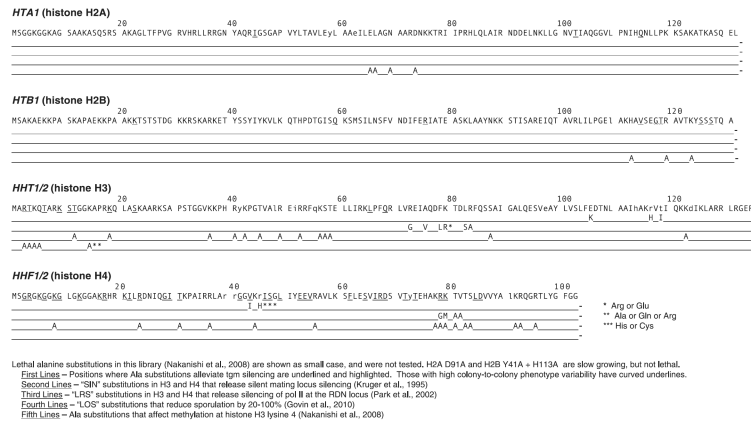 HTA1 (histone H2A)
20 40 60 80 100 120
MSGGKGGKAG SAAKASQSRS AKAGLTFPVG RVHRLLRRGN YAQRIGSGAP VYLTAVLEyL AAeILELAGN AARDNKKTRI IPRHLQLAIR NDDELNKLLG NVTIAQGGVL PNIHQNLLPK KSAKATKASQ EL
AA A A
HTB1 (histone H2B)
20 40 60 80 100 120
MSAKAEKKPA SKAPAEKKPA AKKTSTSTDG KKRSKARKET YSSYIYKVLK QTHPDTGISQ KSMSILNSFV NDIFERIATE ASKLAAYNKK STISAREIQT AVRLILPGEl AKHAVSEGTR AVTKYSSSTQ A
A A A
HHT1/2 (histone H3)
20 40 60 80 100 120
MARTKQTARK STGGKAPRKQ LASKAARKSA PSTGGVKKPH RyKPGTVAlR EiRRFqKSTE LLIRKLPFQR LVREIAQDFK TDLRFQSSAI GALQESVeAY LVSLFEDTNL AAIhAKrVtI QKKdIKLARR LRGER
K H_I
G__V__LR* SA
A A A A A A A A AAA A A
AAAA A**
HHF1/2 (histone H4)
20 40 60 80 100
MSGRGKGGKG LGKGGAKRHR KILRDNIQGI TKPAIRRLAr rGGVKrISGL IYEEVRAVLK SFLESVIRDS VTyTEHAKRK TVTSLDVVYA lKRQGRTLYG FGG
I H***
GM_AA
A A A A A AAA_A_AA AA A
* Arg or Glu
** Ala or Gln or Arg
*** His or Cys
Lethal alanine substitutions in this library (Nakanishi et al., 2008) are shown as small case, and were not tested. H2A D91A and H2B Y41A + H113A are slow growing, but not lethal.
First Lines – Positions where Ala substitutions alleviate tgm silencing are underlined and highlighted. Those with high colony-to-colony phenotype variability have curved underlines.
Second Lines – "SIN" substitutions in H3 and H4 that release silent mating locus silencing (Kruger et al., 1995)
Third Lines – "LRS" substitutions in H3 and H4 that release silencing of pol II at the RDN locus (Park et al., 2002)
Fourth Lines – "LOS" substitutions that reduce sporulation by 20-100% (Govin et al., 2010)
Fifth Lines – Ala substitutions that affect methylation at histone H3 lysine 4 (Nakanishi et al., 2008)